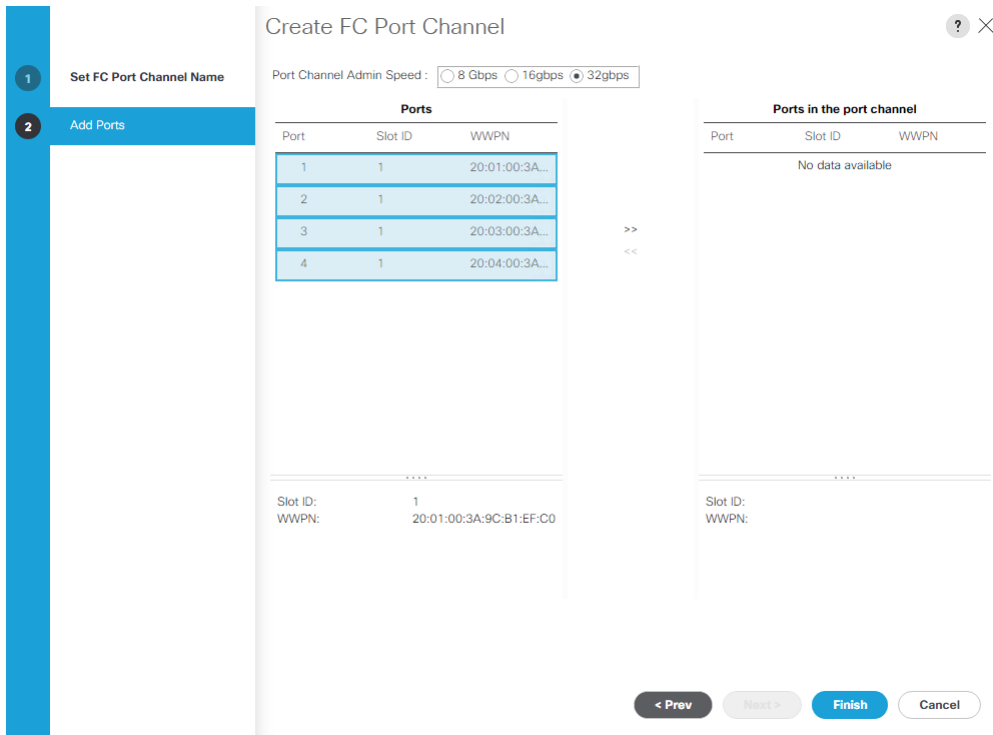 Create FC Port Channel
?
1 Set FC Port Channel Name
2 Add Ports
Port Channel Admin Speed : 8 Gbps 16gbps 32gbps
Ports
Port Slot ID WWPN
1 1 20:01:00:3A...
2 1 20:02:00:3A...
3 1 20:03:00:3A...
4 1 20:04:00:3A...
Slot ID: 1
WWPN: 20:01:00:3A:9C:B1:EF:C0
>>
<<
Ports in the port channel
Port Slot ID WWPN
No data available
Slot ID:
WWPN:
< Prev Next > Finish Cancel